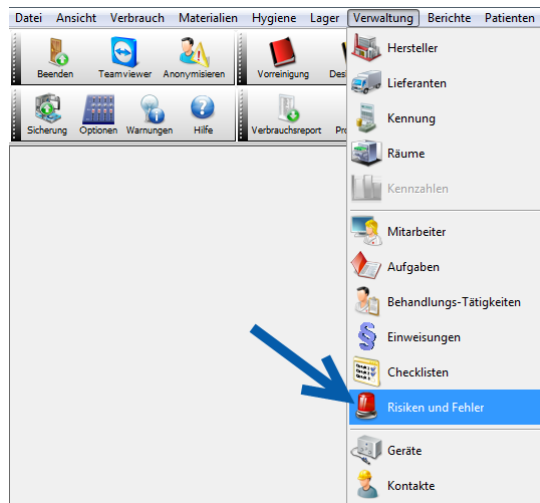 Datei Ansicht Verbrauch Materialien Hygiene Lager Verwaltung Berichte Patienten
Beenden Teamviewer Anonymisieren Vorreinigung
Sicherung Optionen Warnungen Hilfe Verbrauchsreport
Hersteller
Lieferanten
Kennung
Räume
Kennzahlen
Mitarbeiter
Aufgaben
Behandlungs-Tätigkeiten
Einweisungen
Checklisten
Risiken und Fehler
Geräte
Kontakte